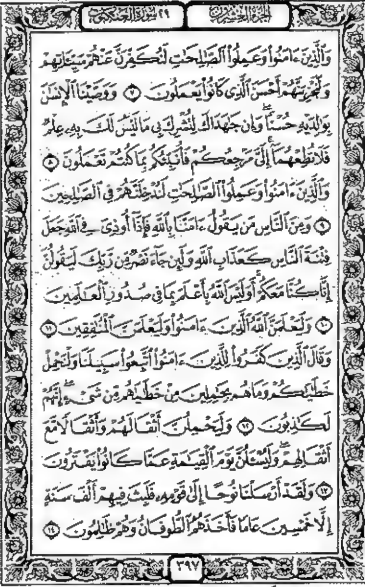 الجزء العشرون ٢٩ سورة العنكبوت
وَالَّذِينَ ءَامَنُوا وَعَمِلُوا الصَّالِحَاتِ لَنُكَفِّرَنَّ عَنْهُمْ سَيِّئَاتِهِمْ
وَلَنَجْزِيَنَّهُمْ أَحْسَنَ الَّذِي كَانُوا يَعْمَلُونَ ٧ وَوَصَّيْنَا الْإِنسَانَ
بِوَالِدَيْهِ حُسْنًا وَإِن جَاهَدَاكَ لِتُشْرِكَ بِي مَا لَيْسَ لَكَ بِهِ عِلْمٌ
فَلَا تُطِعْهُمَا إِلَيَّ مَرْجِعُكُمْ فَأُنَبِّئُكُم بِمَا كُنتُمْ تَعْمَلُونَ ٨
وَالَّذِينَ ءَامَنُوا وَعَمِلُوا الصَّالِحَاتِ لَنُدْخِلَنَّهُمْ فِي الصَّالِحِينَ
٩ وَمِنَ النَّاسِ مَن يَقُولُ ءَامَنَّا بِاللَّهِ فَإِذَا أُوذِيَ فِي اللَّهِ جَعَلَ
فِتْنَةَ النَّاسِ كَعَذَابِ اللَّهِ وَلَئِن جَاءَ نَصْرٌ مِّن رَّبِّكَ لَيَقُولُنَّ
إِنَّا كُنَّا مَعَكُمْ أَوَلَيْسَ اللَّهُ بِأَعْلَمَ بِمَا فِي صُدُورِ الْعَالَمِينَ
١٠ وَلَيَعْلَمَنَّ اللَّهُ الَّذِينَ ءَامَنُوا وَلَيَعْلَمَنَّ الْمُنَافِقِينَ ١١
وَقَالَ الَّذِينَ كَفَرُوا لِلَّذِينَ ءَامَنُوا اتَّبِعُوا سَبِيلَنَا وَلْنَحْمِلْ
خَطَايَاكُمْ وَمَا هُم بِحَامِلِينَ مِنْ خَطَايَاهُم مِّن شَيْءٍ إِنَّهُمْ
لَكَاذِبُونَ ١٢ وَلَيَحْمِلُنَّ أَثْقَالَهُمْ وَأَثْقَالًا مَّعَ
أَثْقَالِهِمْ وَلَيُسْأَلُنَّ يَوْمَ الْقِيَامَةِ عَمَّا كَانُوا يَفْتَرُونَ
١٣ وَلَقَدْ أَرْسَلْنَا نُوحًا إِلَى قَوْمِهِ فَلَبِثَ فِيهِمْ أَلْفَ سَنَةٍ
إِلَّا خَمْسِينَ عَامًا فَأَخَذَهُمُ الطُّوفَانُ وَهُمْ ظَالِمُونَ ١٤
٣٩٧